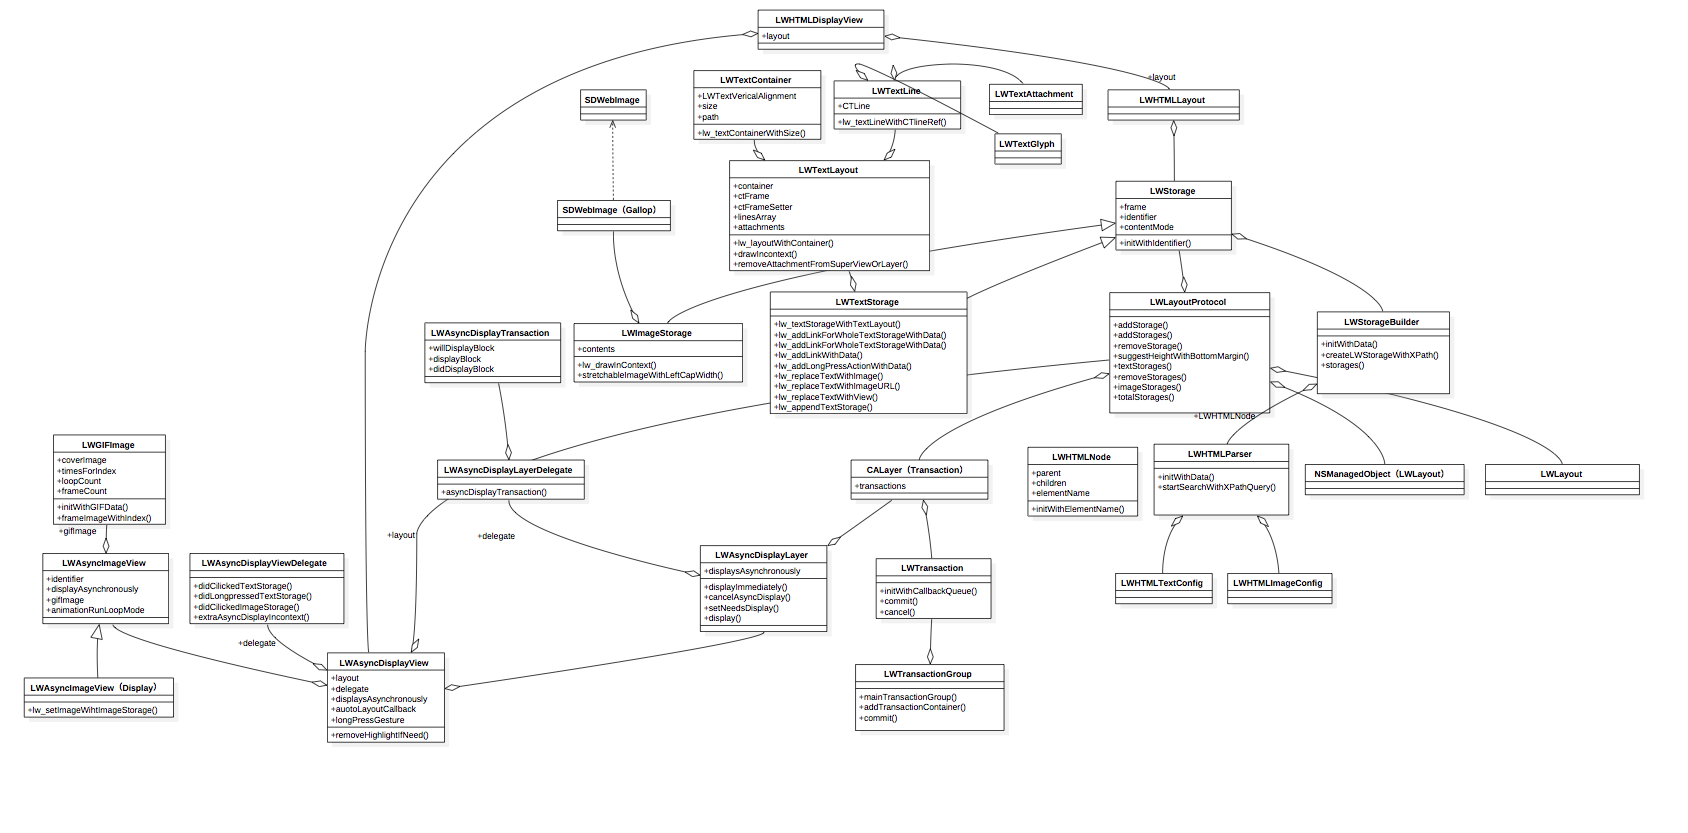 LWHTMLDisplayView
+layout
+layout
LWTextContainer
+LWTextVericalAlignment
+size
+path
+lw_textContainerWithSize()
LWTextLine
+CTLine
+lw_textLineWithCTlineRef()
LWTextAttachment
LWHTMLLayout
SDWebImage
LWTextGlyph
LWTextLayout
+container
+ctFrame
+ctFrameSetter
+linesArray
+attachments
+lw_layoutWithContainer()
+drawIncontext()
+removeAttachmentFromSuperViewOrLayer()
LWStorage
+frame
+identifier
+contentMode
+initWithIdentifier()
SDWebImage（Gallop）
LWTextStorage
+lw_textStorageWithTextLayout()
+lw_addLinkForWholeTextStorageWithData()
+lw_addLinkForWholeTextStorageWithData()
+lw_addLinkWithData()
+lw_addLongPressActionWithData()
+lw_replaceTextWithImage()
+lw_replaceTextWithImageURL()
+lw_replaceTextWithView()
+lw_appendTextStorage()
LWLayoutProtocol
+addStorage()
+addStorages()
+removeStorage()
+suggestHeightWithBottomMargin()
+textStorages()
+removeStorages()
+imageStorages()
+totalStorages()
LWStorageBuilder
+initWithData()
+createLWStorageWithXPath()
+storages()
LWAsyncDisplayTransaction
+willDisplayBlock
+displayBlock
+didDisplayBlock
LWImageStorage
+contents
+lw_drawInContext()
+stretchableImageWithLeftCapWidth()
+LWHTMLNode
LWGIFImage
+coverImage
+timesForIndex
+loopCount
+frameCount
+initWithGIFData()
+frameImageWithIndex()
+gifImage
LWAsyncDisplayLayerDelegate
+asyncDisplayTransaction()
CALayer（Transaction）
+transactions
LWHTMLNode
+parent
+children
+elementName
+initWithElementName()
LWHTMLParser
+initWithData()
+startSearchWithXPathQuery()
NSManagedObject（LWLayout）
LWLayout
+layout
+delegate
LWAsyncImageView
+identifier
+displayAsynchronously
+gifImage
+animationRunLoopMode
LWAsyncDisplayViewDelegate
+didCilickedTextStorage()
+didLongpressedTextStorage()
+didCilickedImageStorage()
+extraAsyncDisplayIncontext()
+delegate
LWAsyncDisplayLayer
+displaysAsynchronously
+displayImmediately()
+cancelAsyncDisplay()
+setNeedsDisplay()
+display()
LWTransaction
+initWithCallbackQueue()
+commit()
+cancel()
LWHTMLTextConfig
LWHTMLImageConfig
LWAsyncImageView（Display）
+lw_setImageWihtImageStorage()
LWAsyncDisplayView
+layout
+delegate
+displaysAsynchronously
+auotoLayoutCallback
+longPressGesture
+removeHighlightIfNeed()
LWTransactionGroup
+mainTransactionGroup()
+addTransactionContainer()
+commit()